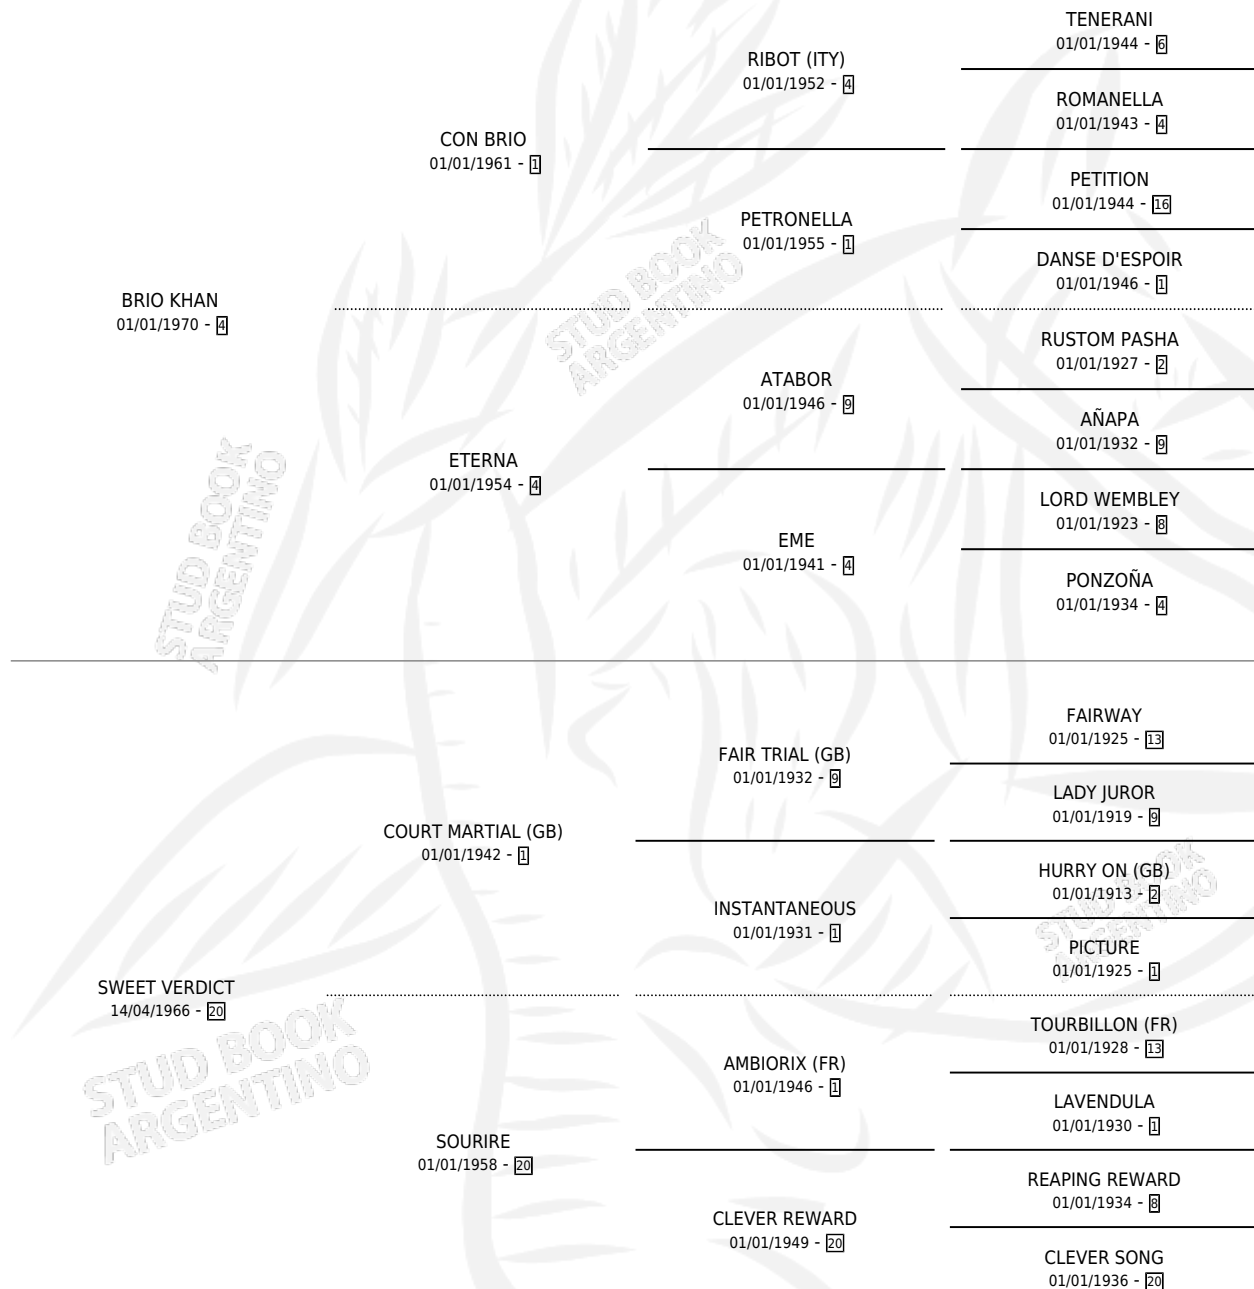 TENERANI
01/01/1944 - 6
RIBOT (ITY)
01/01/1952 - 4
ROMANELLA
01/01/1943 - 4
CON BRIO
01/01/1961 - 1
PETITION
01/01/1944 - 16
PETRONELLA
01/01/1955 - 1
DANSE D'ESPOIR
01/01/1946 - 1
BRIO KHAN
01/01/1970 - 4
STUD BOOK
ARGENTINO
RUSTOM PASHA
01/01/1927 - 2
ATABOR
01/01/1946 - 9
AÑAPA
01/01/1932 - 9
ETERNA
01/01/1954 - 4
LORD WEMBLEY
01/01/1923 - 8
EME
01/01/1941 - 4
PONZOÑA
01/01/1934 - 4
STUD BOOK
ARGENTINO
FAIRWAY
01/01/1925 - 13
FAIR TRIAL (GB)
01/01/1932 - 9
LADY JUROR
01/01/1919 - 9
COURT MARTIAL (GB)
01/01/1942 - 1
HURRY ON (GB)
01/01/1913 - 2
INSTANTANEOUS
01/01/1931 - 1
PICTURE
01/01/1925 - 1
STUD BOOK
ARGENTINO
SWEET VERDICT
14/04/1966 - 20
TOURBILLON (FR)
01/01/1928 - 13
AMBIORIX (FR)
01/01/1946 - 1
LAVENDULA
01/01/1930 - 1
STUD BOOK
ARGENTINO
SOURIRE
01/01/1958 - 20
REAPING REWARD
01/01/1934 - 8
CLEVER REWARD
01/01/1949 - 20
CLEVER SONG
01/01/1936 - 20